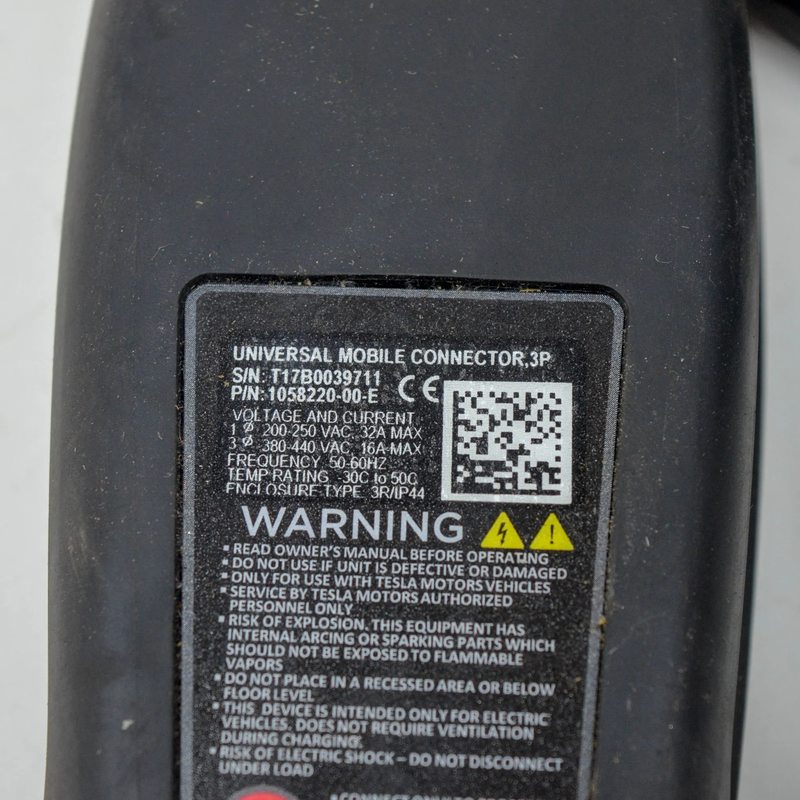 UNIVERSAL MOBILE CONNECTOR,3P
S/N: T17B0039711
P/N: 1058220-00-E
CE
VOLTAGE AND CURRENT
1 Ø, 200-250 VAC, 32A MAX
3 Ø, 380-440 VAC, 16A MAX
FREQUENCY 50-60HZ
TEMP RATING -30C to 50C
ENCLOSURE TYPE 3R/IP44
WARNING
▪ READ OWNER'S MANUAL BEFORE OPERATING
▪ DO NOT USE IF UNIT IS DEFECTIVE OR DAMAGED
▪ ONLY FOR USE WITH TESLA MOTORS VEHICLES
▪ SERVICE BY TESLA MOTORS AUTHORIZED
PERSONNEL ONLY
▪ RISK OF EXPLOSION. THIS EQUIPMENT HAS
INTERNAL ARCING OR SPARKING PARTS WHICH
SHOULD NOT BE EXPOSED TO FLAMMABLE
VAPORS
▪ DO NOT PLACE IN A RECESSED AREA OR BELOW
FLOOR LEVEL
▪ THIS DEVICE IS INTENDED ONLY FOR ELECTRIC
VEHICLES. DOES NOT REQUIRE VENTILATION
DURING CHARGING.
▪ RISK OF ELECTRIC SHOCK – DO NOT DISCONNECT
UNDER LOAD
▪ CONNECT ONLY TO